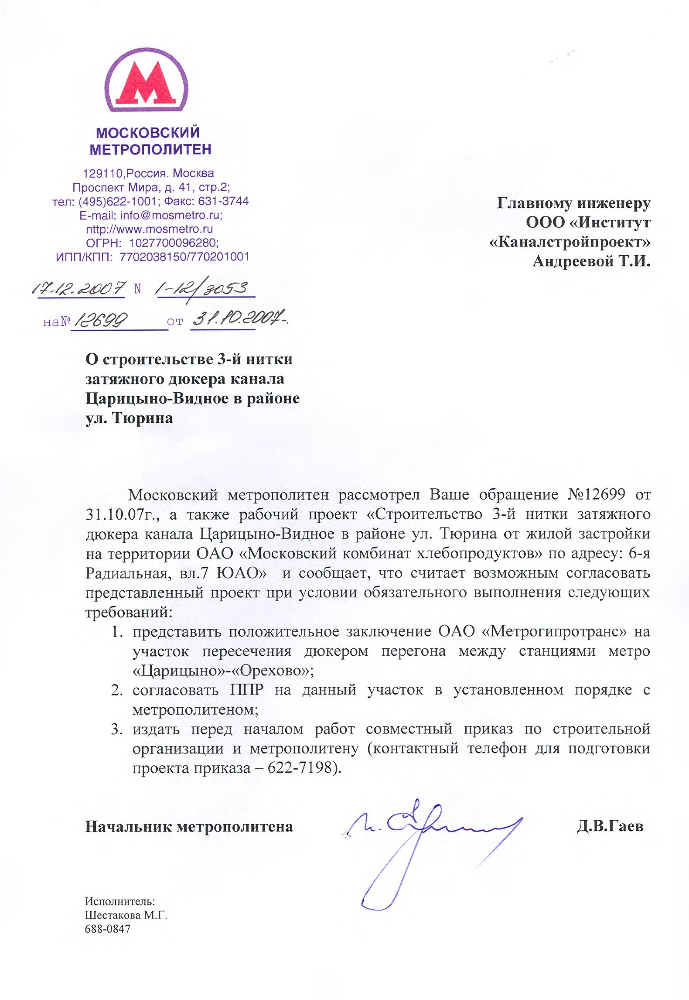 М
МОСКОВСКИЙ
МЕТРОПОЛИТЕН
129110,Россия. Москва
Проспект Мира, д. 41, стр.2;
тел: (495)622-1001; Факс: 631-3744
E-mail: info@mosmetro.ru;
nttp://www.mosmetro.ru
ОГРН: 1027700096280;
ИПП/КПП: 7702038150/770201001
17.12.2007 N 1-12/3053
на№ 12699 от 31.10.2007.
Главному инженеру
ООО «Институт
«Каналстройпроект»
Андреевой Т.И.
О строительстве 3-й нитки
затяжного дюкера канала
Царицыно-Видное в районе
ул. Тюрина
Московский метрополитен рассмотрел Ваше обращение №12699 от
31.10.07г., а также рабочий проект «Строительство 3-й нитки затяжного
дюкера канала Царицыно-Видное в районе ул. Тюрина от жилой застройки
на территории ОАО «Московский комбинат хлебопродуктов» по адресу: 6-я
Радиальная, вл.7 ЮАО» и сообщает, что считает возможным согласовать
представленный проект при условии обязательного выполнения следующих
требований:
1. представить положительное заключение ОАО «Метрогипротранс» на
участок пересечения дюкером перегона между станциями метро
«Царицыно»-«Орехово»;
2. согласовать ППР на данный участок в установленном порядке с
метрополитеном;
3. издать перед началом работ совместный приказ по строительной
организации и метрополитену (контактный телефон для подготовки
проекта приказа – 622-7198).
Начальник метрополитена Д.В.Гаев
Исполнитель:
Шестакова М.Г.
688-0847